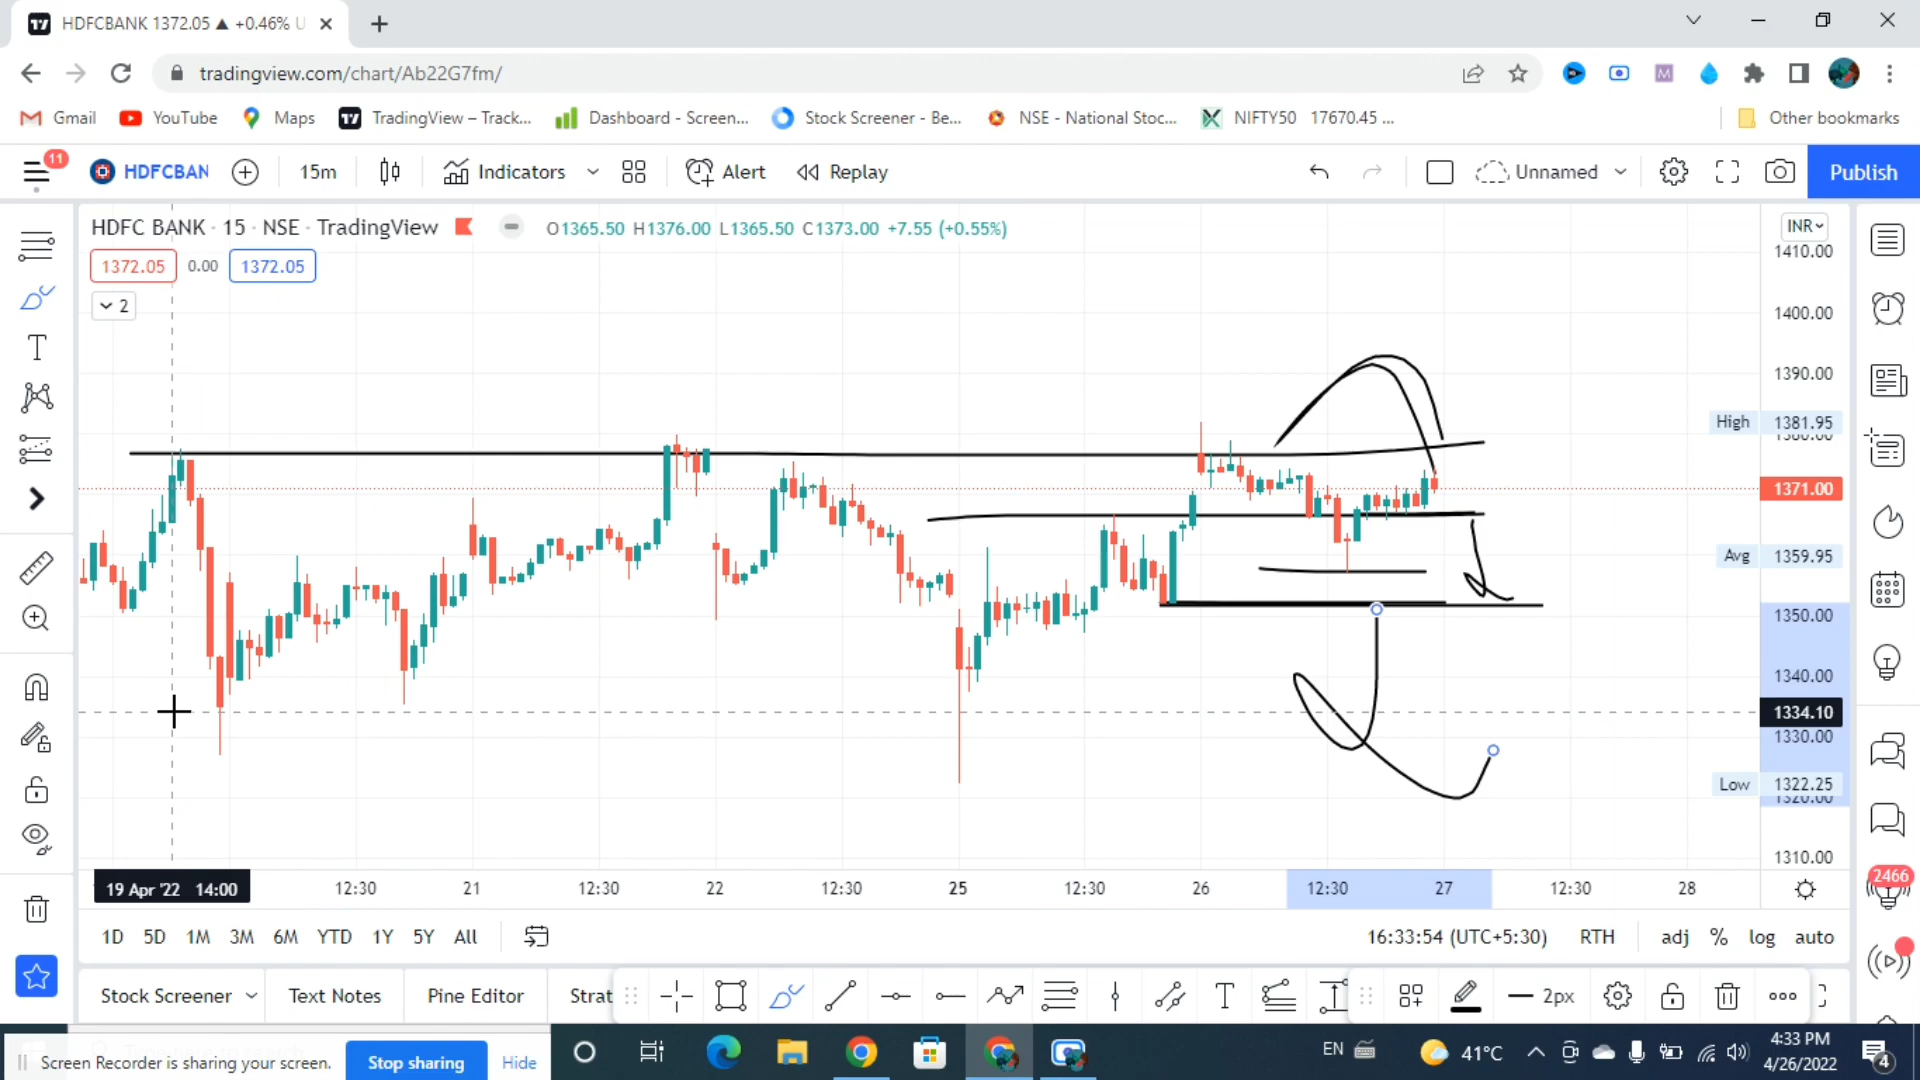 HDFCBANK 1372.05 ▲ +0.46% U
tradingview.com/chart/Ab22G7fm/
Gmail YouTube Maps TradingView – Track... Dashboard - Screen... Stock Screener - Be... NSE - National Stoc... NIFTY50 17670.45 ... Other bookmarks
11
HDFCBAN 15m Indicators Alert Replay Unnamed Publish
HDFC BANK · 15 · NSE · TradingView O1365.50 H1376.00 L1365.50 C1373.00 +7.55 (+0.55%)
INR
1372.05 0.00 1372.05
2
1410.00
1400.00
1390.00
High 1381.95
1380.00
1371.00
Avg 1359.95
1350.00
1340.00
1334.10
1330.00
Low 1322.25
1320.00
1310.00
2466
19 Apr '22 14:00 12:30 21 12:30 22 12:30 25 12:30 26 12:30 27 12:30 28
1D 5D 1M 3M 6M YTD 1Y 5Y All 16:33:54 (UTC+5:30) RTH adj % log auto
Stock Screener Text Notes Pine Editor Strat 2px
Screen Recorder is sharing your screen. Stop sharing Hide
EN 41°C 4:33 PM
4/26/2022
4